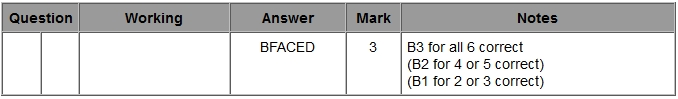 Question Working Answer Mark Notes
BFACED 3 B3 for all 6 correct
(B2 for 4 or 5 correct)
(B1 for 2 or 3 correct)